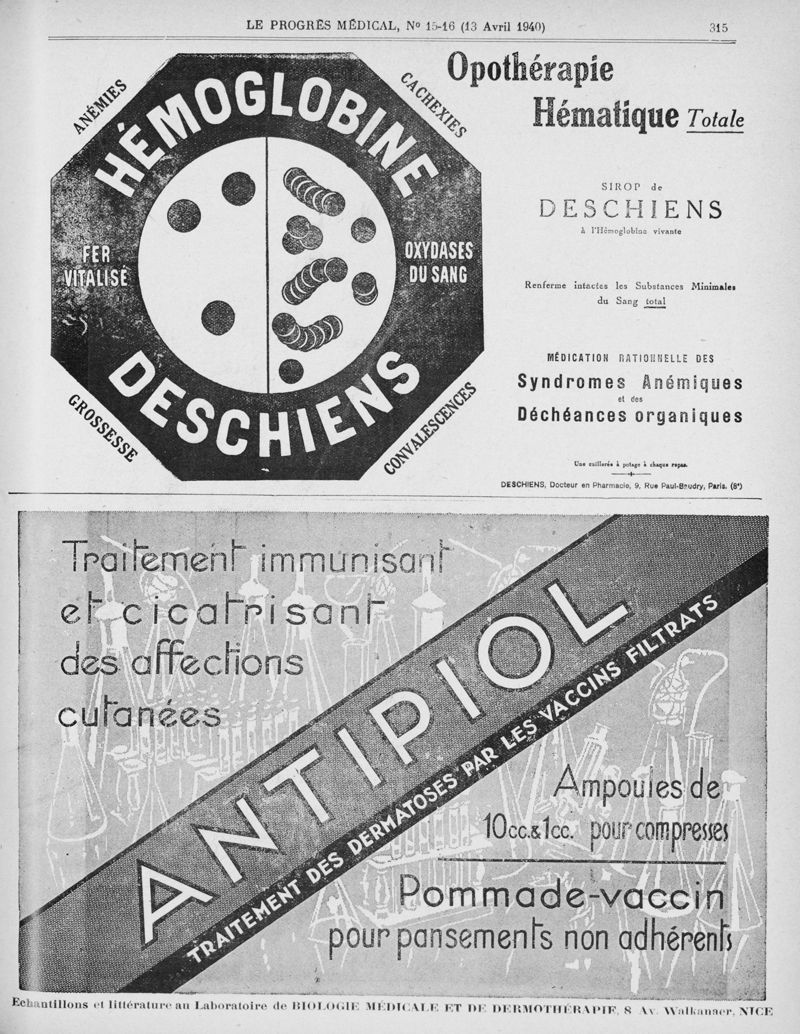 LE PROGRÈS MÉDICAL, No 15-16 (13 Avril 1940) 315
ANÉMIES
CACHEXIES
HÉMOGLOBINE
FER
VITALISÉ
OXYDASES
DU SANG
DESCHIENS
GROSSESSE
CONVALESCENCES
Opothérapie
Hématique Totale
SIROP de
DESCHIENS
à l'Hémoglobine vivante
Renferme intactes les Substances Minimales
du Sang total
MÉDICATION RATIONNELLE DES
Syndromes Anémiques
et des
Déchéances organiques
Une cuillerée à potage à chaque repas.
DESCHIENS, Docteur en Pharmacie, 9, Rue Paul-Baudry, Paris. (8e)
Traitement immunisant
et cicatrisant
des affections
cutanées
ANTIPIOL
TRAITEMENT DES DERMATOSES PAR LES VACCINS FILTRATS
Ampoules de
10cc.&1cc. pour compresses
Pommade-vaccin
pour pansements non adhérents
Echantillons et littérature au Laboratoire de BIOLOGIE MÉDICALE ET DE DERMOTHÉRAPIE, 8 Av. Walkanaer, NICE